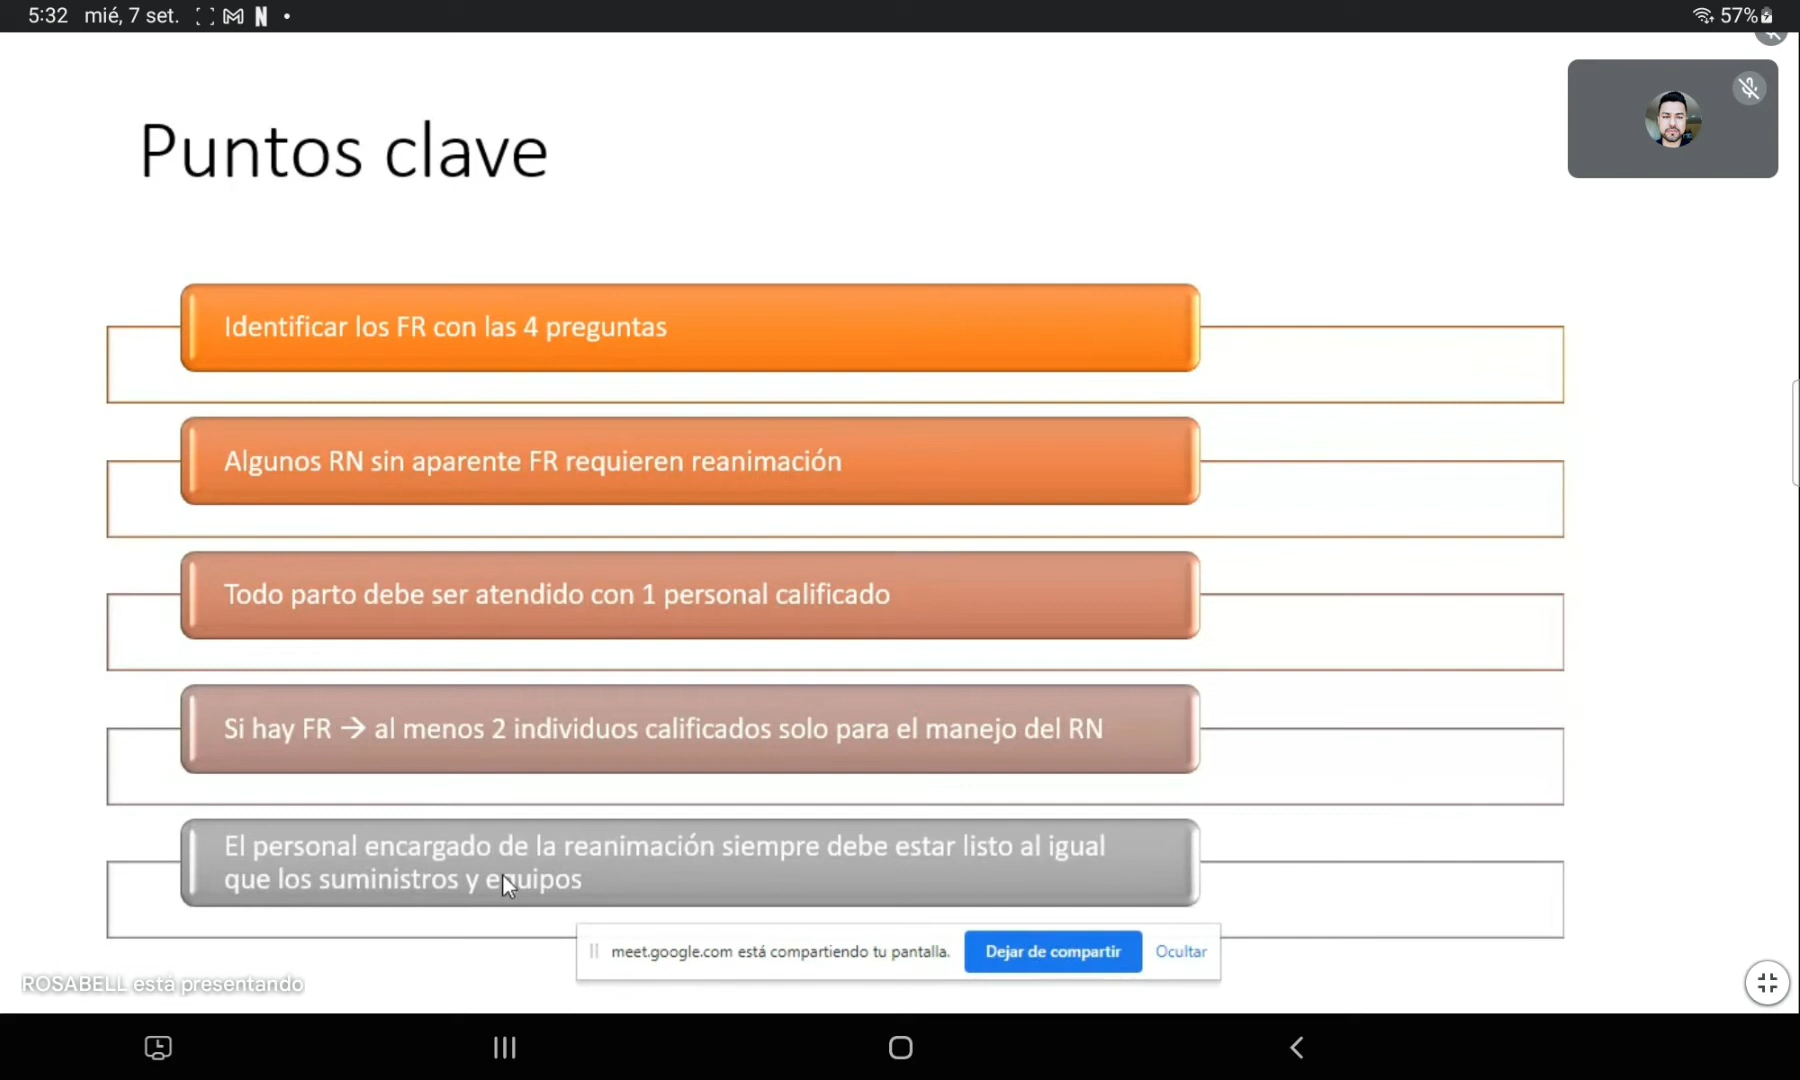 5:32 mié, 7 set.
57%
Puntos clave
Identificar los FR con las 4 preguntas
Algunos RN sin aparente FR requieren reanimación
Todo parto debe ser atendido con 1 personal calificado
Si hay FR → al menos 2 individuos calificados solo para el manejo del RN
El personal encargado de la reanimación siempre debe estar listo al igual
que los suministros y equipos
meet.google.com está compartiendo tu pantalla. Dejar de compartir Ocultar
ROSABELL está presentando